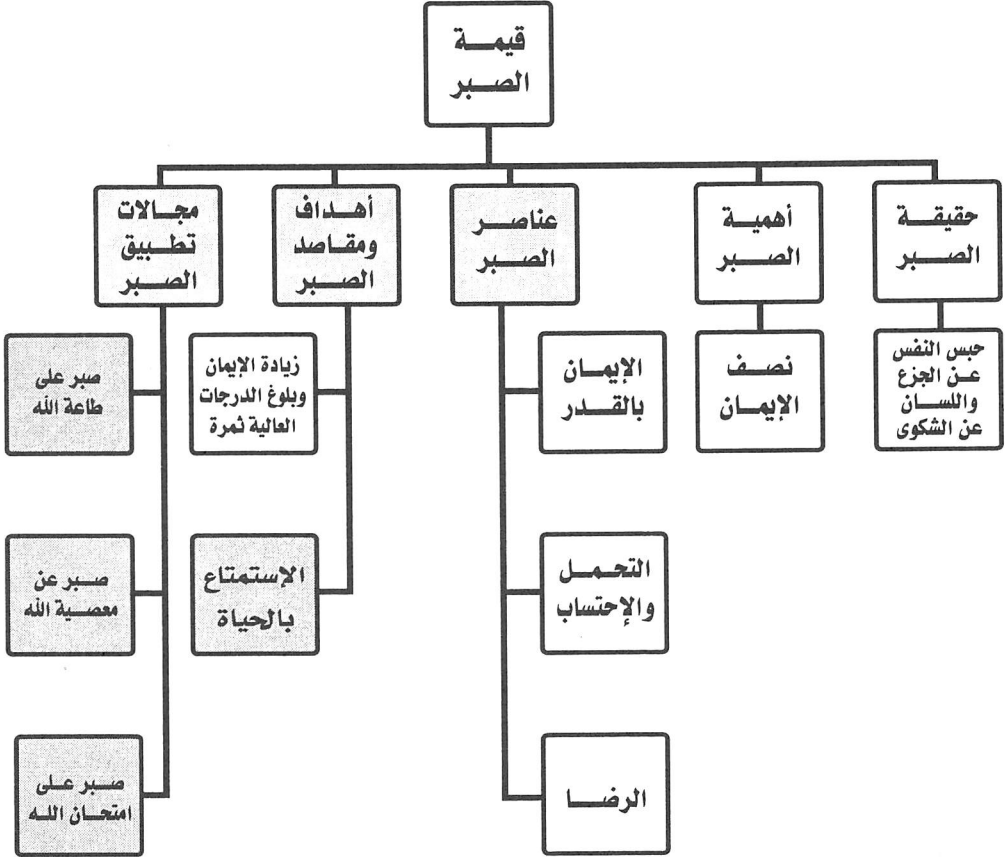 قيمة
الصبر
حقيقة
الصبر
أهمية
الصبر
عناصر
الصبر
أهداف
ومقاصد
الصبر
مجالات
تطبيق
الصبر
حبس النفس
عن الجزع
واللسان
عن الشكوى
نصف
الإيمان
الإيمان
بالقدر
زيادة الإيمان
وبلوغ الدرجات
العالية ثمرة
صبر على
طاعة الله
التحمل
والإحتساب
الإستمتاع
بالحياة
صبر عن
معصية الله
الرضا
صبر على
امتحان الله